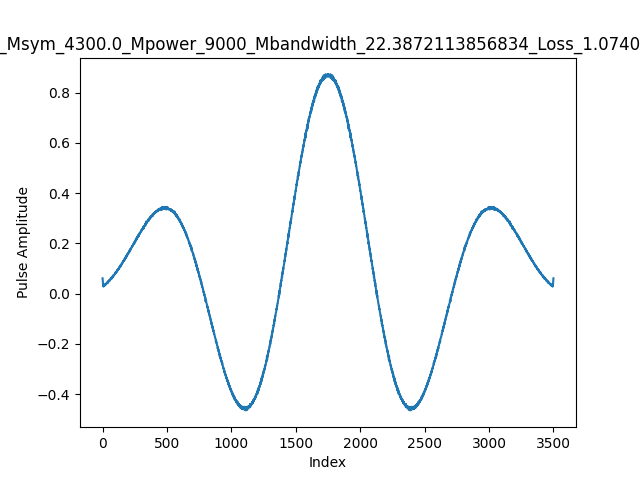 _Msym_4300.0_Mpower_9000_Mbandwidth_22.3872113856834_Loss_1.0740
Pulse Amplitude
0.8
0.6
0.4
0.2
0.0
−0.2
−0.4
0 500 1000 1500 2000 2500 3000 3500
Index